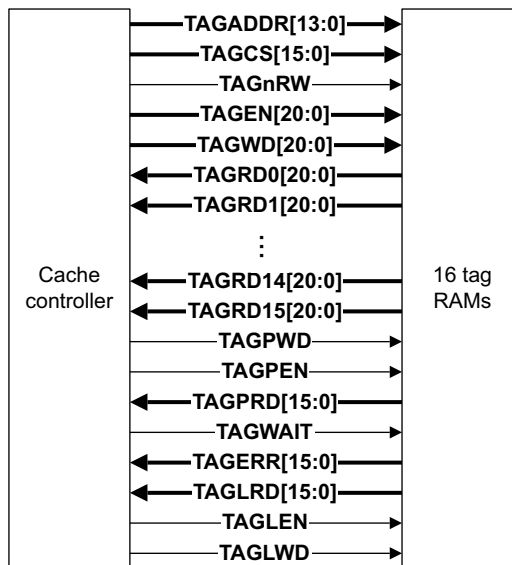 TAGADDR[13:0]
TAGCS[15:0]
TAGnRW
TAGEN[20:0]
TAGWD[20:0]
TAGRD0[20:0]
TAGRD1[20:0]
⋮
Cache
controller
16 tag
RAMs
TAGRD14[20:0]
TAGRD15[20:0]
TAGPWD
TAGPEN
TAGPRD[15:0]
TAGWAIT
TAGERR[15:0]
TAGLRD[15:0]
TAGLEN
TAGLWD